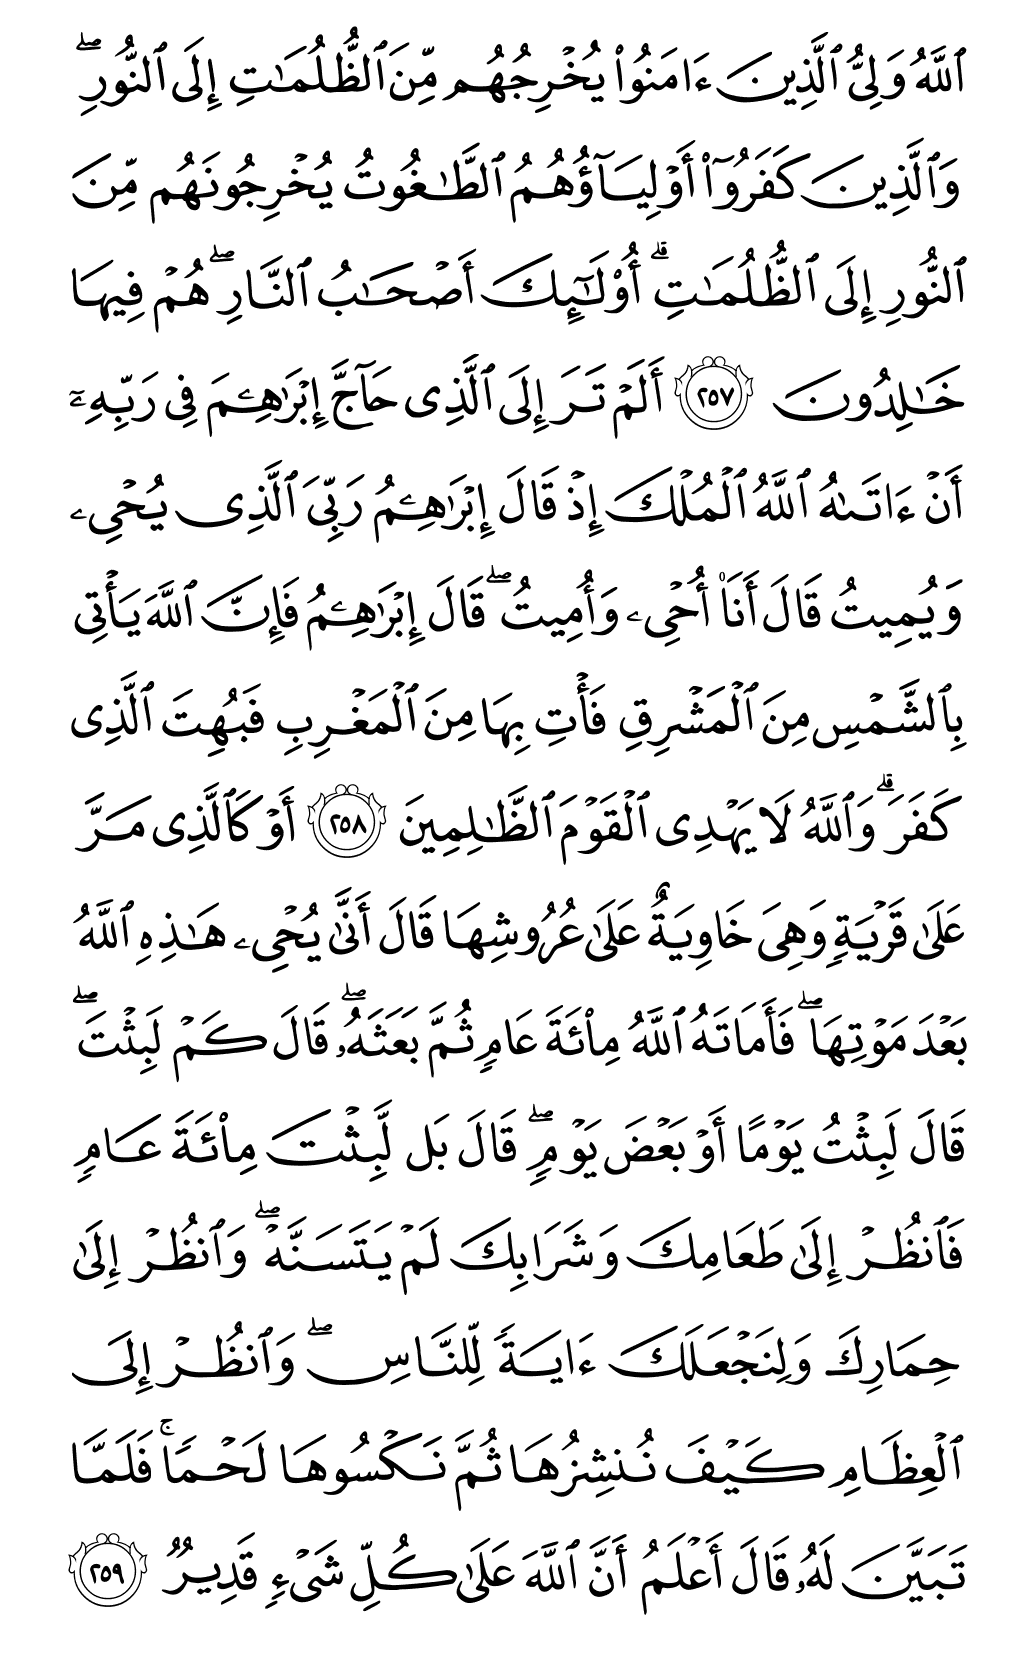 ٱللَّهُ وَلِىُّ ٱلَّذِينَ ءَامَنُوا۟ يُخْرِجُهُم مِّنَ ٱلظُّلُمَـٰتِ إِلَى ٱلنُّورِ ۖ
وَٱلَّذِينَ كَفَرُوٓا۟ أَوْلِيَآؤُهُمُ ٱلطَّـٰغُوتُ يُخْرِجُونَهُم مِّنَ
ٱلنُّورِ إِلَى ٱلظُّلُمَـٰتِ ۗ أُو۟لَـٰٓئِكَ أَصْحَـٰبُ ٱلنَّارِ ۖ هُمْ فِيهَا
خَـٰلِدُونَ ٢٥٧ أَلَمْ تَرَ إِلَى ٱلَّذِى حَآجَّ إِبْرَٰهِـۧمَ فِى رَبِّهِۦٓ
أَنْ ءَاتَىٰهُ ٱللَّهُ ٱلْمُلْكَ إِذْ قَالَ إِبْرَٰهِـۧمُ رَبِّىَ ٱلَّذِى يُحْىِۦ
وَيُمِيتُ قَالَ أَنَا۠ أُحْىِۦ وَأُمِيتُ ۖ قَالَ إِبْرَٰهِـۧمُ فَإِنَّ ٱللَّهَ يَأْتِى
بِٱلشَّمْسِ مِنَ ٱلْمَشْرِقِ فَأْتِ بِهَا مِنَ ٱلْمَغْرِبِ فَبُهِتَ ٱلَّذِى
كَفَرَ ۗ وَٱللَّهُ لَا يَهْدِى ٱلْقَوْمَ ٱلظَّـٰلِمِينَ ٢٥٨ أَوْ كَٱلَّذِى مَرَّ
عَلَىٰ قَرْيَةٍ وَهِىَ خَاوِيَةٌ عَلَىٰ عُرُوشِهَا قَالَ أَنَّىٰ يُحْىِۦ هَـٰذِهِ ٱللَّهُ
بَعْدَ مَوْتِهَا ۖ فَأَمَاتَهُ ٱللَّهُ مِا۟ئَةَ عَامٍ ثُمَّ بَعَثَهُۥ ۖ قَالَ كَمْ لَبِثْتَ ۖ
قَالَ لَبِثْتُ يَوْمًا أَوْ بَعْضَ يَوْمٍ ۖ قَالَ بَل لَّبِثْتَ مِا۟ئَةَ عَامٍ
فَٱنظُرْ إِلَىٰ طَعَامِكَ وَشَرَابِكَ لَمْ يَتَسَنَّهْ ۖ وَٱنظُرْ إِلَىٰ
حِمَارِكَ وَلِنَجْعَلَكَ ءَايَةً لِّلنَّاسِ ۖ وَٱنظُرْ إِلَى
ٱلْعِظَامِ كَيْفَ نُنشِزُهَا ثُمَّ نَكْسُوهَا لَحْمًا ۚ فَلَمَّا
تَبَيَّنَ لَهُۥ قَالَ أَعْلَمُ أَنَّ ٱللَّهَ عَلَىٰ كُلِّ شَىْءٍ قَدِيرٌ ٢٥٩